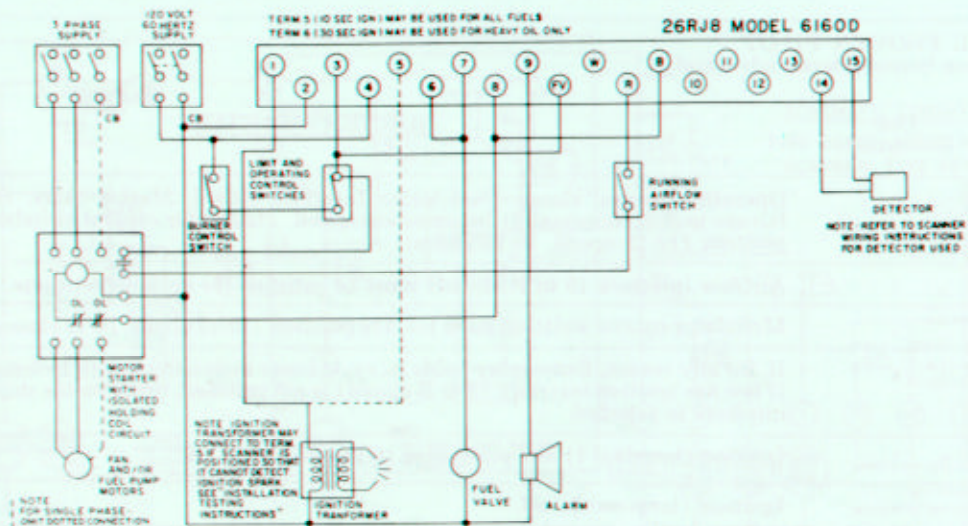 3 PHASE
SUPPLY
120 VOLT
60 HERTZ
SUPPLY
TERM 5 (10 SEC IGN) MAY BE USED FOR ALL FUELS
TERM 6 (30 SEC IGN) MAY BE USED FOR HEAVY OIL ONLY
26RJ8 MODEL 6160D
1
2
3
4
5
6
7
8
9
FV
W
R
B
10
11
12
13
14
15
CB
CB
LIMIT AND
OPERATING
CONTROL
SWITCHES
BURNER
CONTROL
SWITCH
RUNNING
AIRFLOW
SWITCH
DETECTOR
NOTE REFER TO SCANNER
WIRING INSTRUCTIONS
FOR DETECTOR USED
OL OL
MOTOR
STARTER
WITH
ISOLATED
HOLDING
COIL
CIRCUIT
FAN
AND/OR
FUEL PUMP
MOTORS
NOTE
FOR SINGLE PHASE-
OMIT DOTTED CONNECTION
NOTE IGNITION
TRANSFORMER MAY
CONNECT TO TERM
5 IF SCANNER IS
POSITIONED SO THAT
IT CANNOT DETECT
IGNITION SPARK
SEE "INSTALLATION
TESTING
INSTRUCTIONS"
IGNITION
TRANFORMER
FUEL
VALVE
ALARM